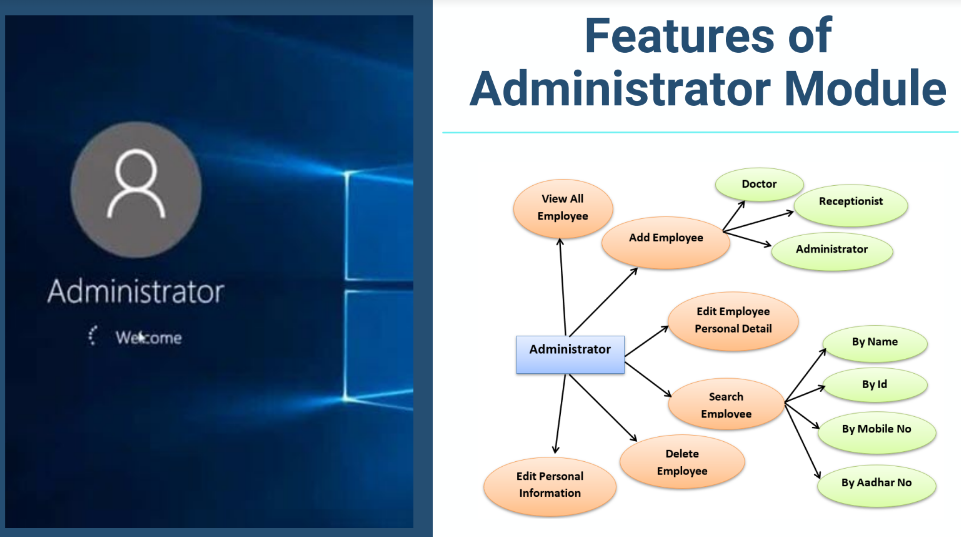 Administrator
Welcome
Features of
Administrator Module
View All
Employee
Add Employee
Doctor
Receptionist
Administrator
Administrator
Edit Employee
Personal Detail
Search
Employee
By Name
By Id
By Mobile No
By Aadhar No
Delete
Employee
Edit Personal
Information